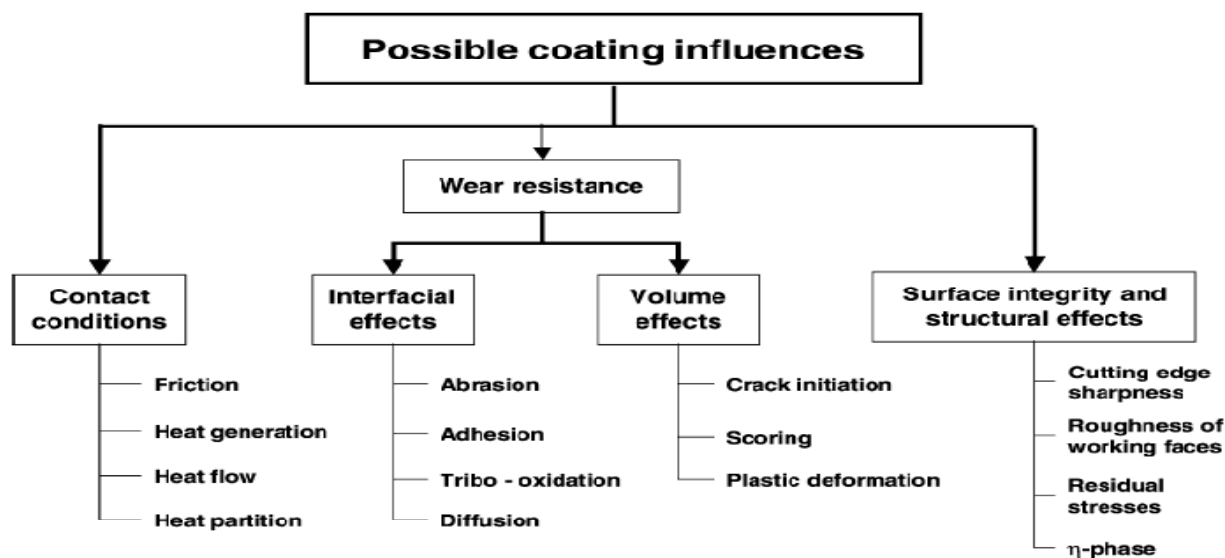 Possible coating influences
Wear resistance
Contact
conditions
Friction
Heat generation
Heat flow
Heat partition
Interfacial
effects
Abrasion
Adhesion
Tribo - oxidation
Diffusion
Volume
effects
Crack initiation
Scoring
Plastic deformation
Surface integrity and
structural effects
Cutting edge
sharpness
Roughness of
working faces
Residual
stresses
η-phase